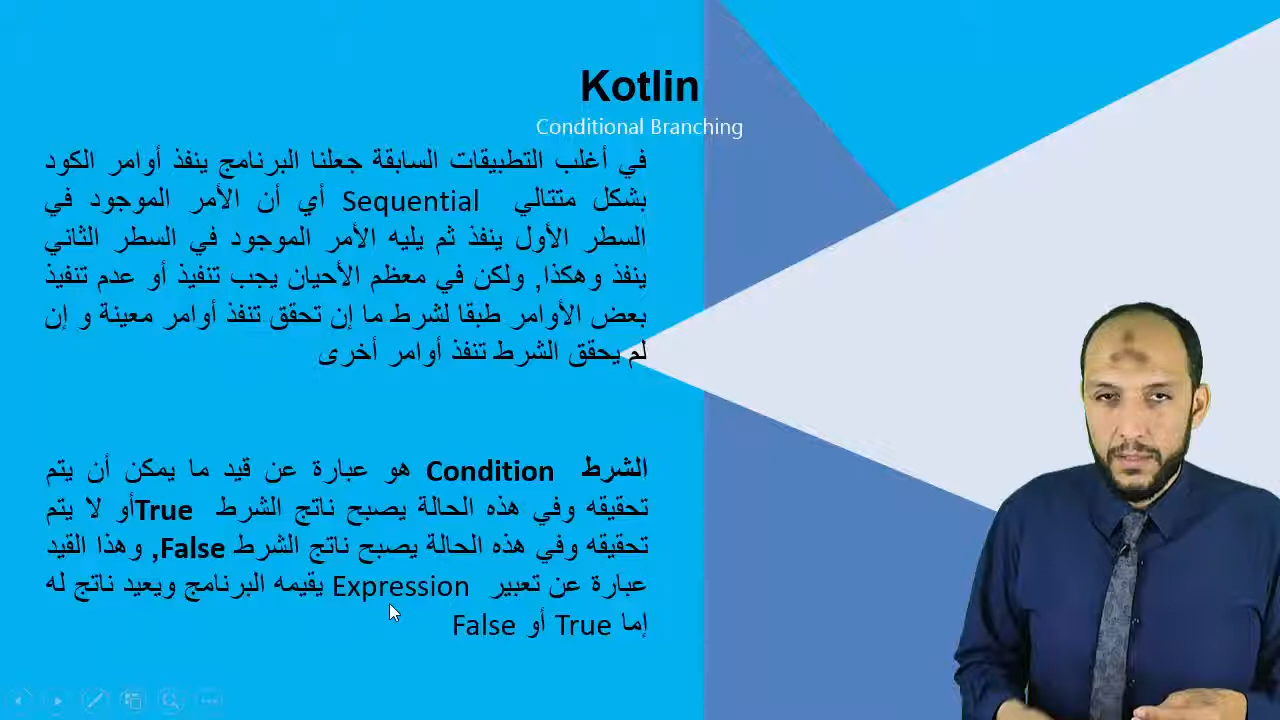 Kotlin
Conditional Branching
في أغلب التطبيقات السابقة جعلنا البرنامج ينفذ أوامر الكود
بشكل متتالي Sequential أي أن الأمر الموجود في
السطر الأول ينفذ ثم يليه الأمر الموجود في السطر الثاني
ينفذ وهكذا, ولكن في معظم الأحيان يجب تنفيذ أو عدم تنفيذ
بعض الأوامر طبقا لشرط ما إن تحقق تنفذ أوامر معينة و إن
لم يحقق الشرط تنفذ أوامر أخرى
الشرط Condition هو عبارة عن قيد ما يمكن أن يتم
تحقيقه وفي هذه الحالة يصبح ناتج الشرط True أو لا يتم
تحقيقه وفي هذه الحالة يصبح ناتج الشرط False, وهذا القيد
عبارة عن تعبير Expression يقيمه البرنامج ويعيد ناتج له
إما True أو False